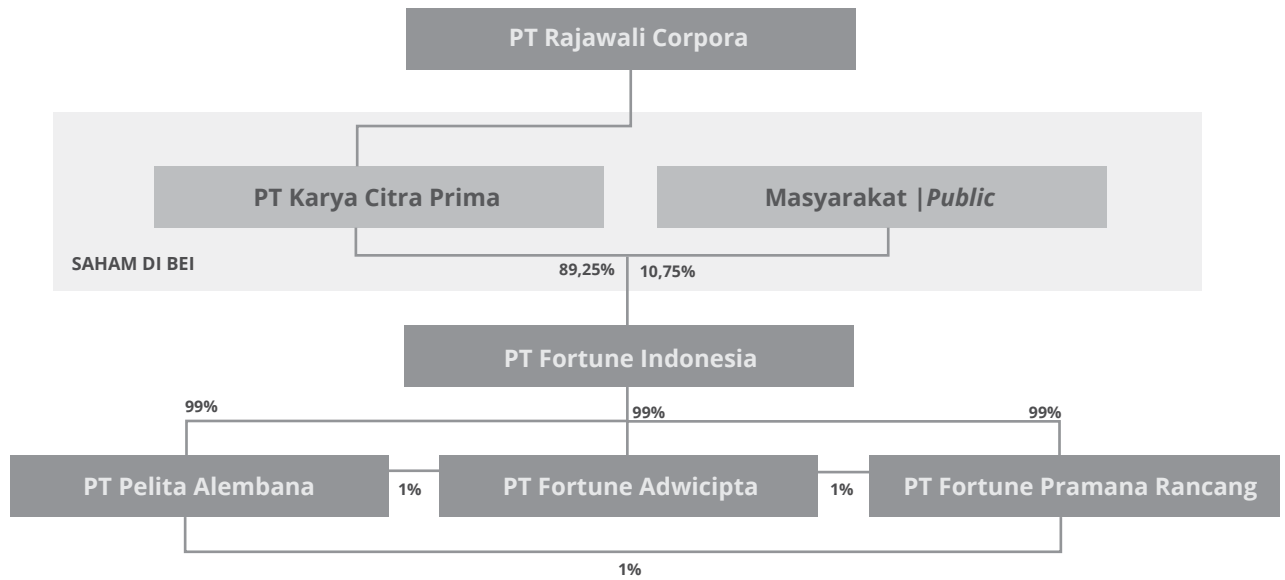 PT Rajawali Corpora
PT Karya Citra Prima
Masyarakat |Public
SAHAM DI BEI
89,25%
10,75%
PT Fortune Indonesia
99%
99%
99%
PT Pelita Alembana
1%
PT Fortune Adwicipta
1%
PT Fortune Pramana Rancang
1%